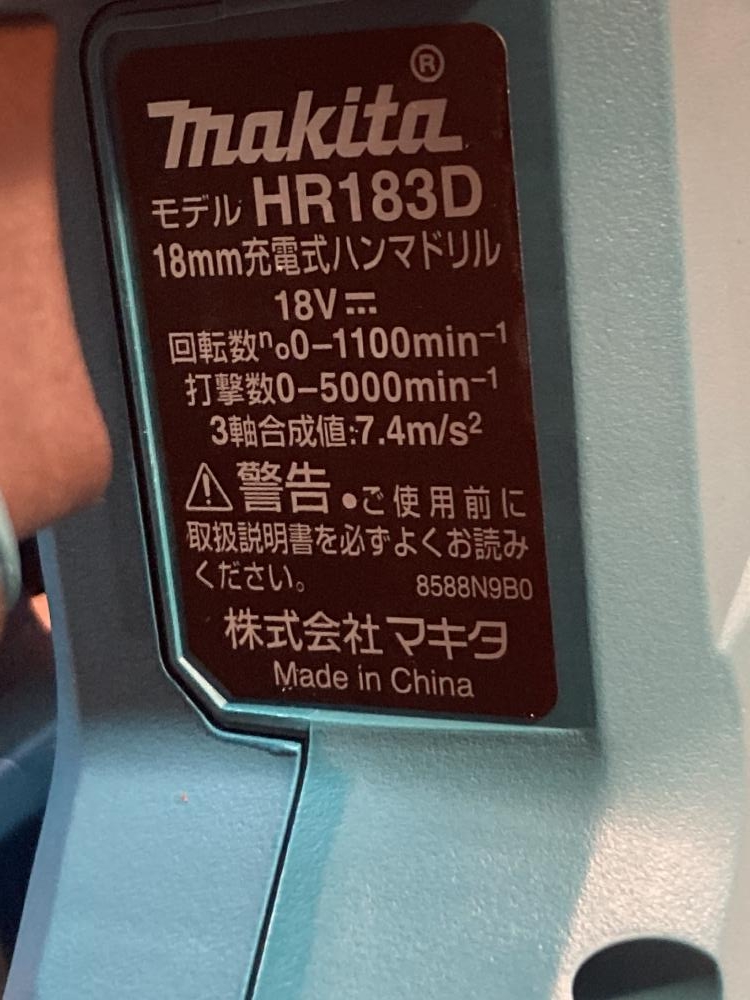 ®
makita
モデル HR183D
18mm充電式ハンマドリル
18V⎓
回転数n₀0−1100min⁻¹
打撃数0−5000min⁻¹
3軸合成値:7.4m/s²
⚠警告 ●ご使用前に
取扱説明書を必ずよくお読み
ください。 8588N9B0
株式会社マキタ
Made in China